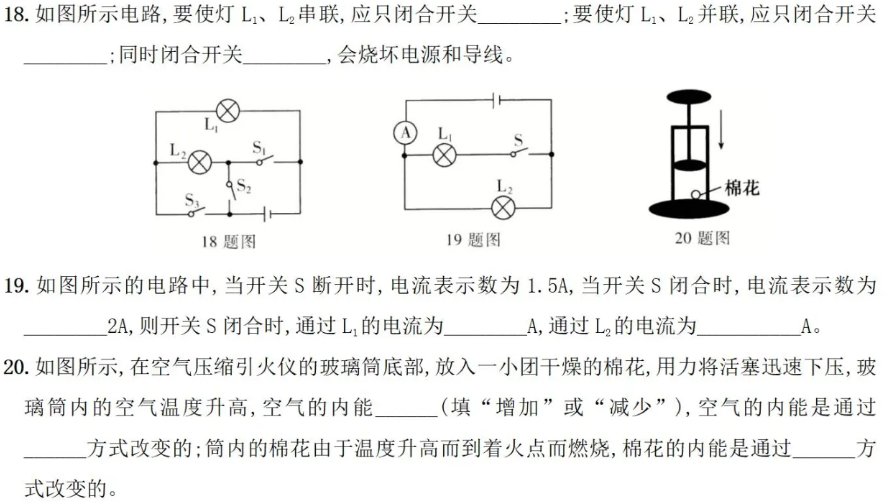 18. 如图所示电路,要使灯 L₁、L₂串联,应只闭合开关________;要使灯 L₁、L₂并联,应只闭合开关
________;同时闭合开关________,会烧坏电源和导线。
L₁
L₂
S₁
S₂
S₃
18 题图
A
L₁
S
L₂
19 题图
棉花
20 题图
19. 如图所示的电路中,当开关 S 断开时,电流表示数为 1.5A,当开关 S 闭合时,电流表示数为
________2A,则开关 S 闭合时,通过 L₁的电流为________A,通过 L₂的电流为__________A。
20. 如图所示,在空气压缩引火仪的玻璃筒底部,放入一小团干燥的棉花,用力将活塞迅速下压,玻
璃筒内的空气温度升高,空气的内能______(填“增加”或“减少”),空气的内能是通过
______方式改变的;筒内的棉花由于温度升高而到着火点而燃烧,棉花的内能是通过______方
式改变的。